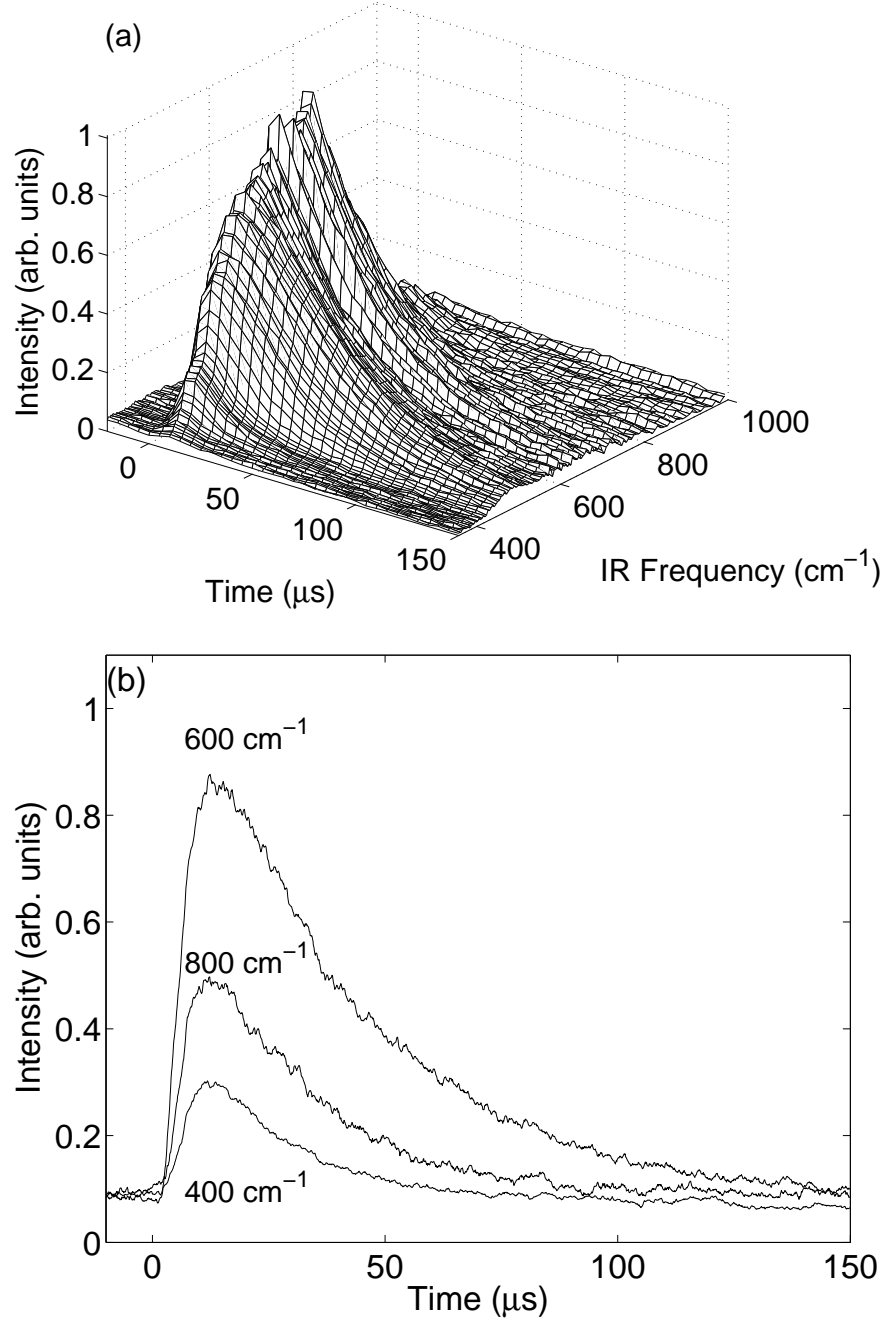 (a)
1
0.8
0.6
0.4
0.2
0
Intensity (arb. units)
0
50
100
150
Time (μs)
400
600
800
1000
IR Frequency (cm⁻¹)
(b)
1
0.8
0.6
0.4
0.2
0
Intensity (arb. units)
600 cm⁻¹
800 cm⁻¹
400 cm⁻¹
0
50
100
150
Time (μs)